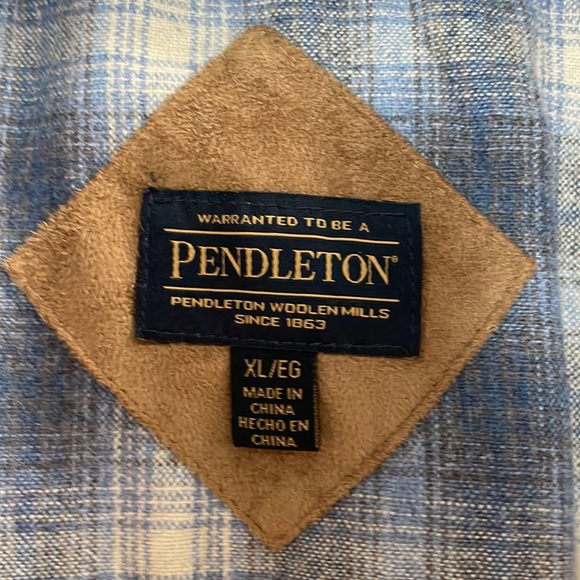 WARRANTED TO BE A
PENDLETON®
PENDLETON WOOLEN MILLS
SINCE 1863
XL/EG
MADE IN
CHINA
HECHO EN
CHINA